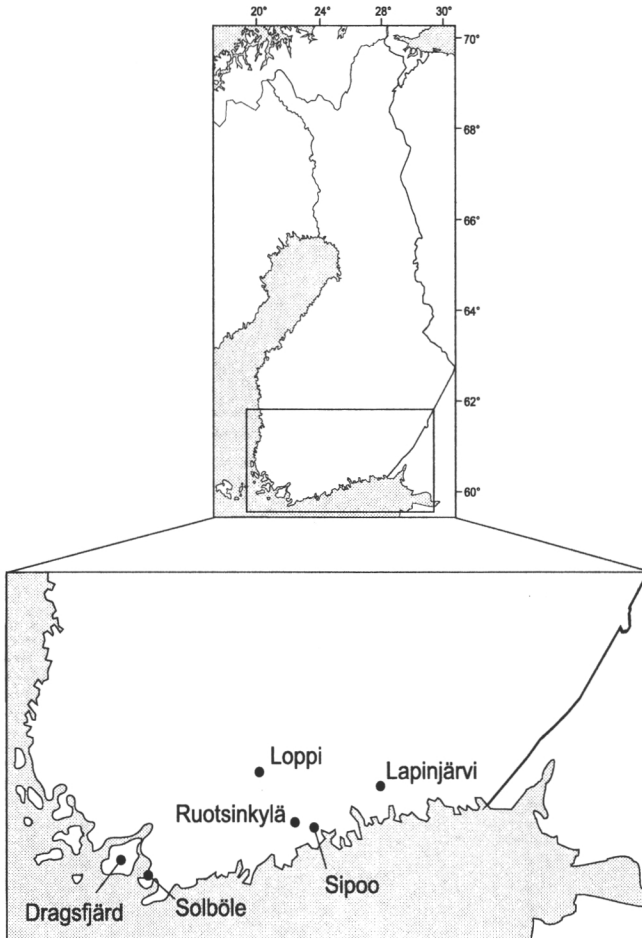 20° 24° 28° 30°
70°
68°
66°
64°
62°
60°
Loppi
Lapinjärvi
Ruotsinkylä
Sipoo
Solböle
Dragsfjärd